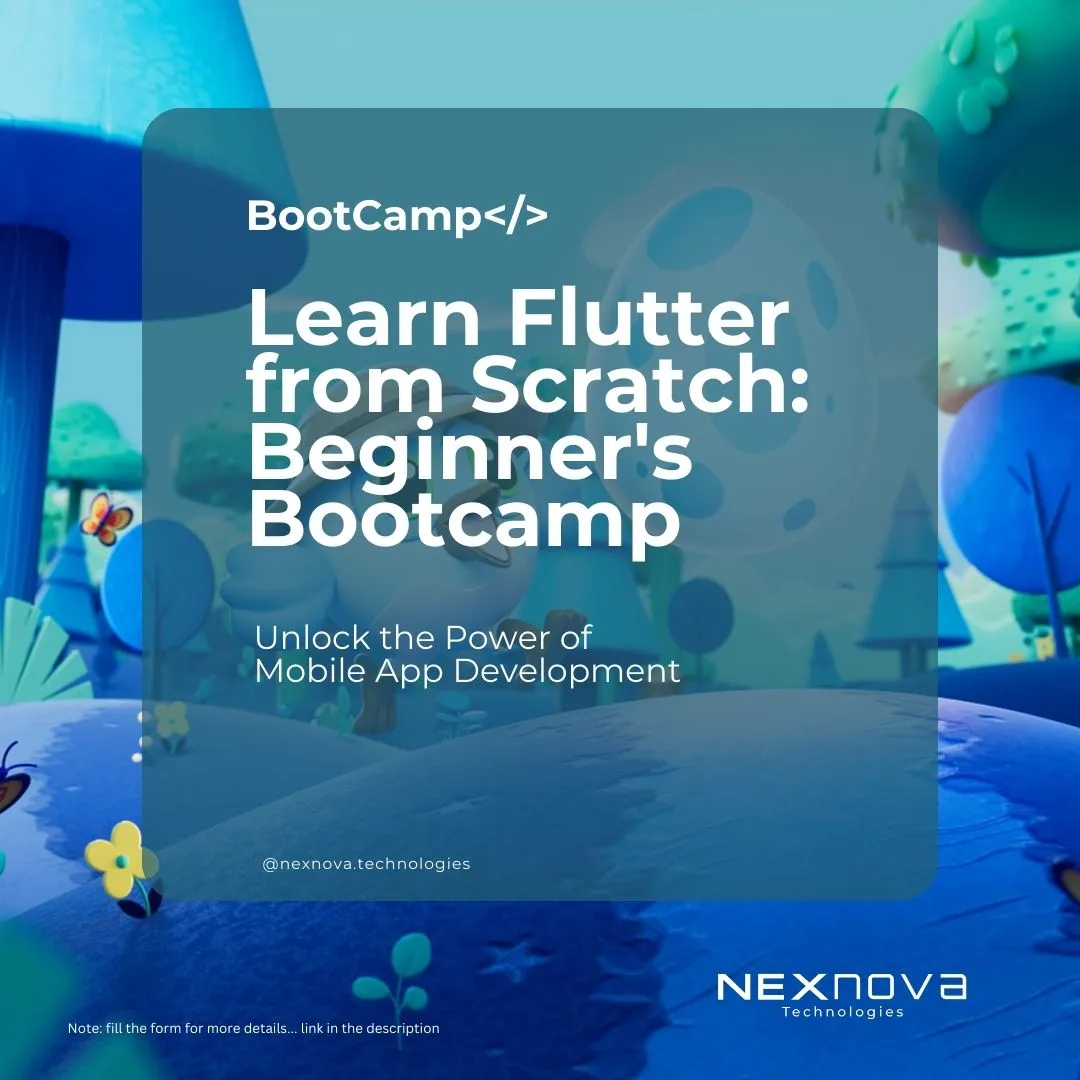 BootCamp</>
Learn Flutter
from Scratch:
Beginner's
Bootcamp
Unlock the Power of
Mobile App Development
@nexnova.technologies
NEXNOVA
Technologies
Note: fill the form for more details... link in the description